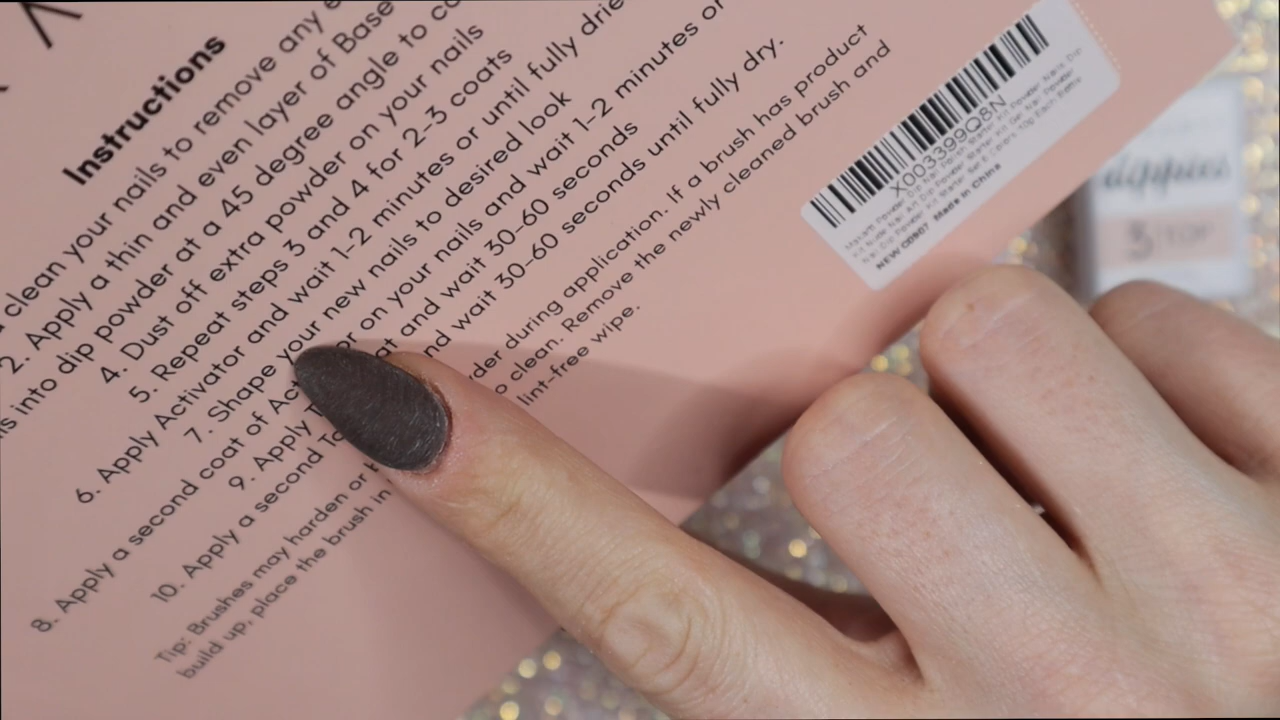 Instructions
clean your nails to remove any
2. Apply a thin and even layer of Base
into dip powder at a 45 degree angle to
4. Dust off extra powder on your nails
5. Repeat steps 3 and 4 for 2-3 coats
6. Apply Activator and wait 1-2 minutes or until fully
7. Shape your new nails to desired look
8. Apply a second coat of on your nails and wait 1-2 minutes or
9. Apply and wait 30-60 seconds
10. Apply a second wait 30-60 seconds until fully dry.
Tip: Brushes may harden or during application. If a brush has product
build up, place the brush in clean. Remove the newly cleaned brush and
lint-free wipe.
X003399Q8N
NEW C0807 Made in China
dippies
3 TOP